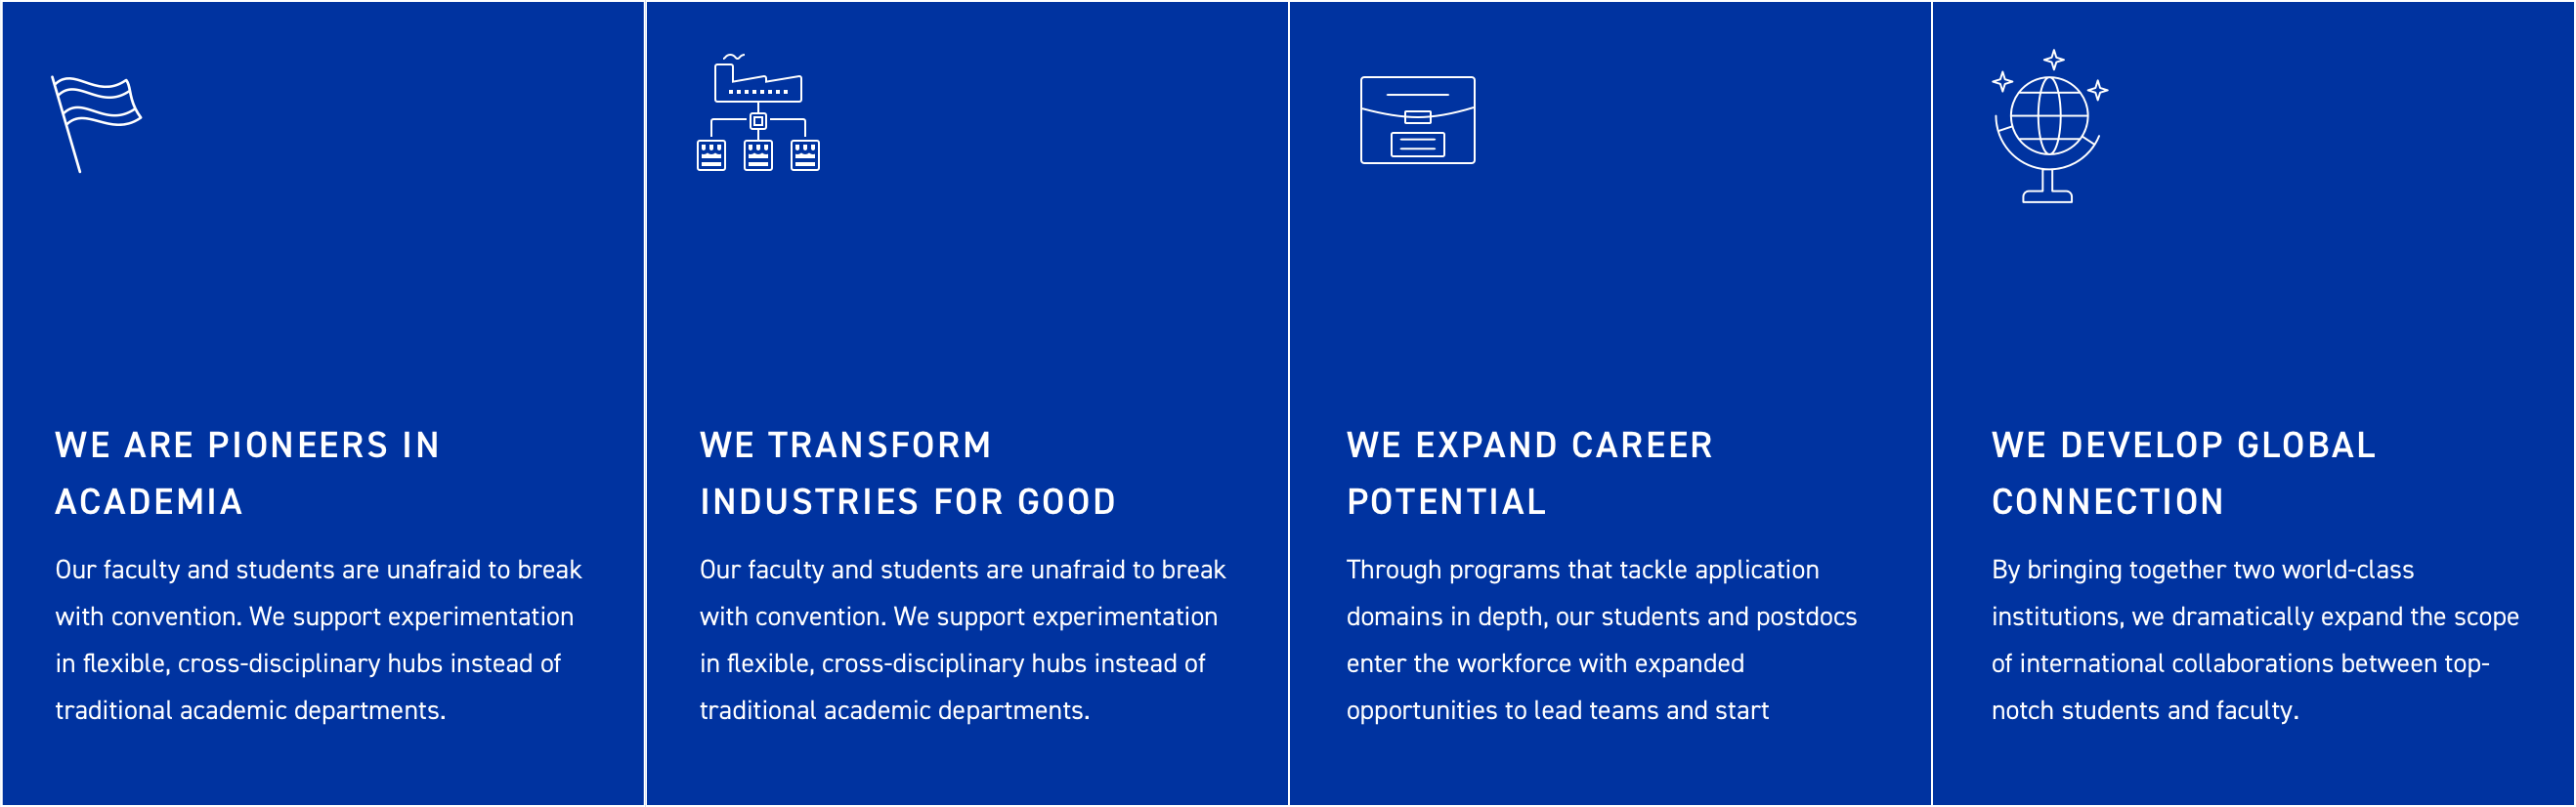 WE ARE PIONEERS IN
ACADEMIA
Our faculty and students are unafraid to break
with convention. We support experimentation
in flexible, cross-disciplinary hubs instead of
traditional academic departments.
WE TRANSFORM
INDUSTRIES FOR GOOD
Our faculty and students are unafraid to break
with convention. We support experimentation
in flexible, cross-disciplinary hubs instead of
traditional academic departments.
WE EXPAND CAREER
POTENTIAL
Through programs that tackle application
domains in depth, our students and postdocs
enter the workforce with expanded
opportunities to lead teams and start
WE DEVELOP GLOBAL
CONNECTION
By bringing together two world-class
institutions, we dramatically expand the scope
of international collaborations between top-
notch students and faculty.